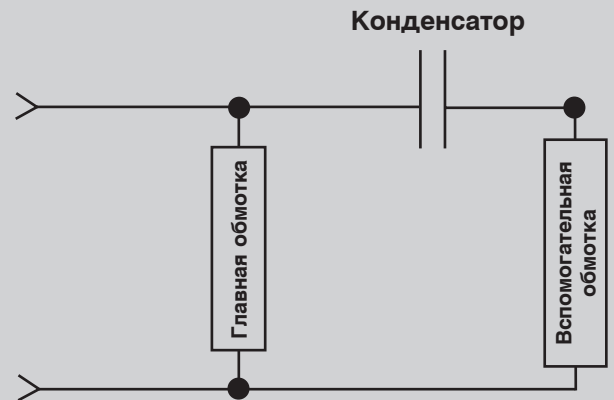 Конденсатор
Главная обмотка
Вспомогательная
обмотка